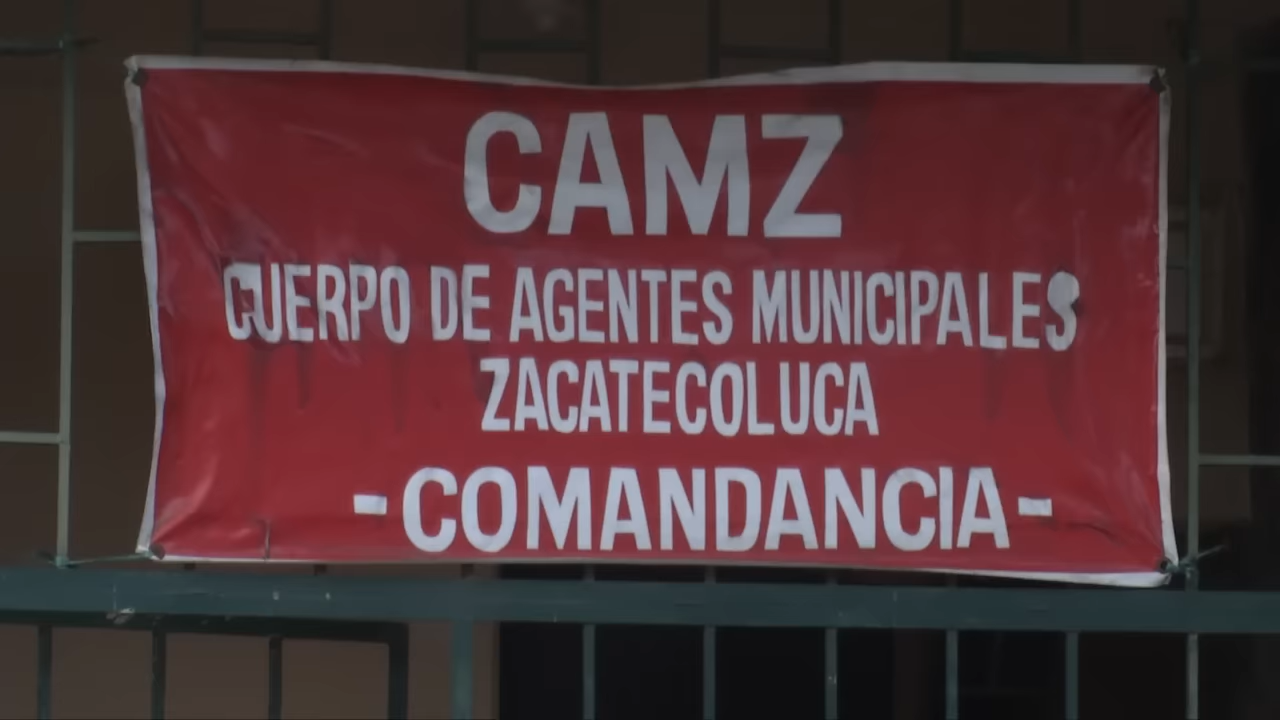 CAMZ
CUERPO DE AGENTES MUNICIPALES
ZACATECOLUCA
-COMANDANCIA-